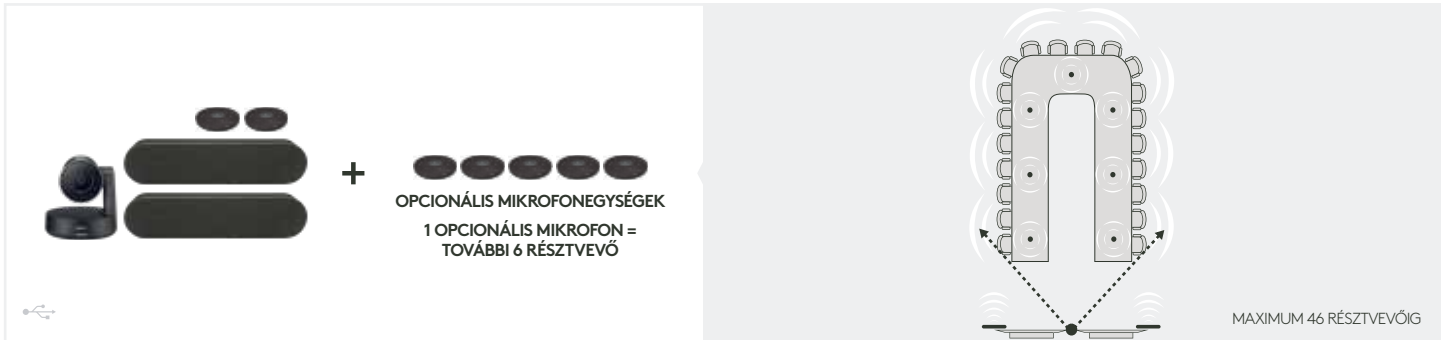 OPCIONÁLIS MIKROFONEGYSÉGEK
1 OPCIONÁLIS MIKROFON =
TOVÁBBI 6 RÉSZTVEVŐ
MAXIMUM 46 RÉSZTVEVŐIG